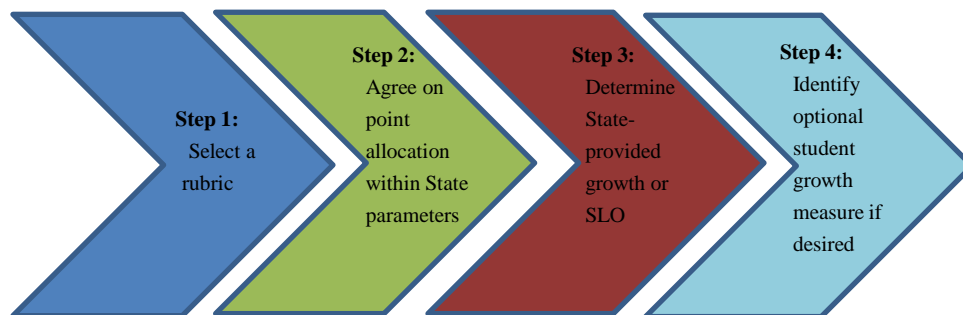 Step 1:
Select a
rubric
Step 2:
Agree on
point
allocation
within State
parameters
Step 3:
Determine
State-
provided
growth or
SLO
Step 4:
Identify
optional
student
growth
measure if
desired